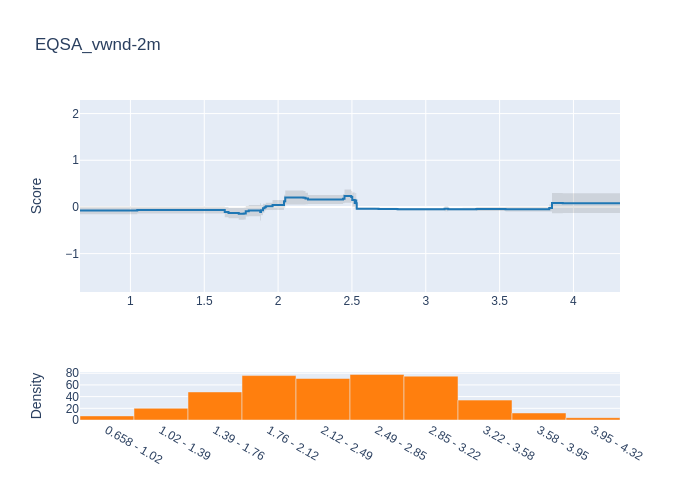 EQSA_vwnd-2m
Score
2
1
0
−1
1
1.5
2
2.5
3
3.5
4
Density
80
60
40
20
0
0.658 - 1.02
1.02 - 1.39
1.39 - 1.76
1.76 - 2.12
2.12 - 2.49
2.49 - 2.85
2.85 - 3.22
3.22 - 3.58
3.58 - 3.95
3.95 - 4.32